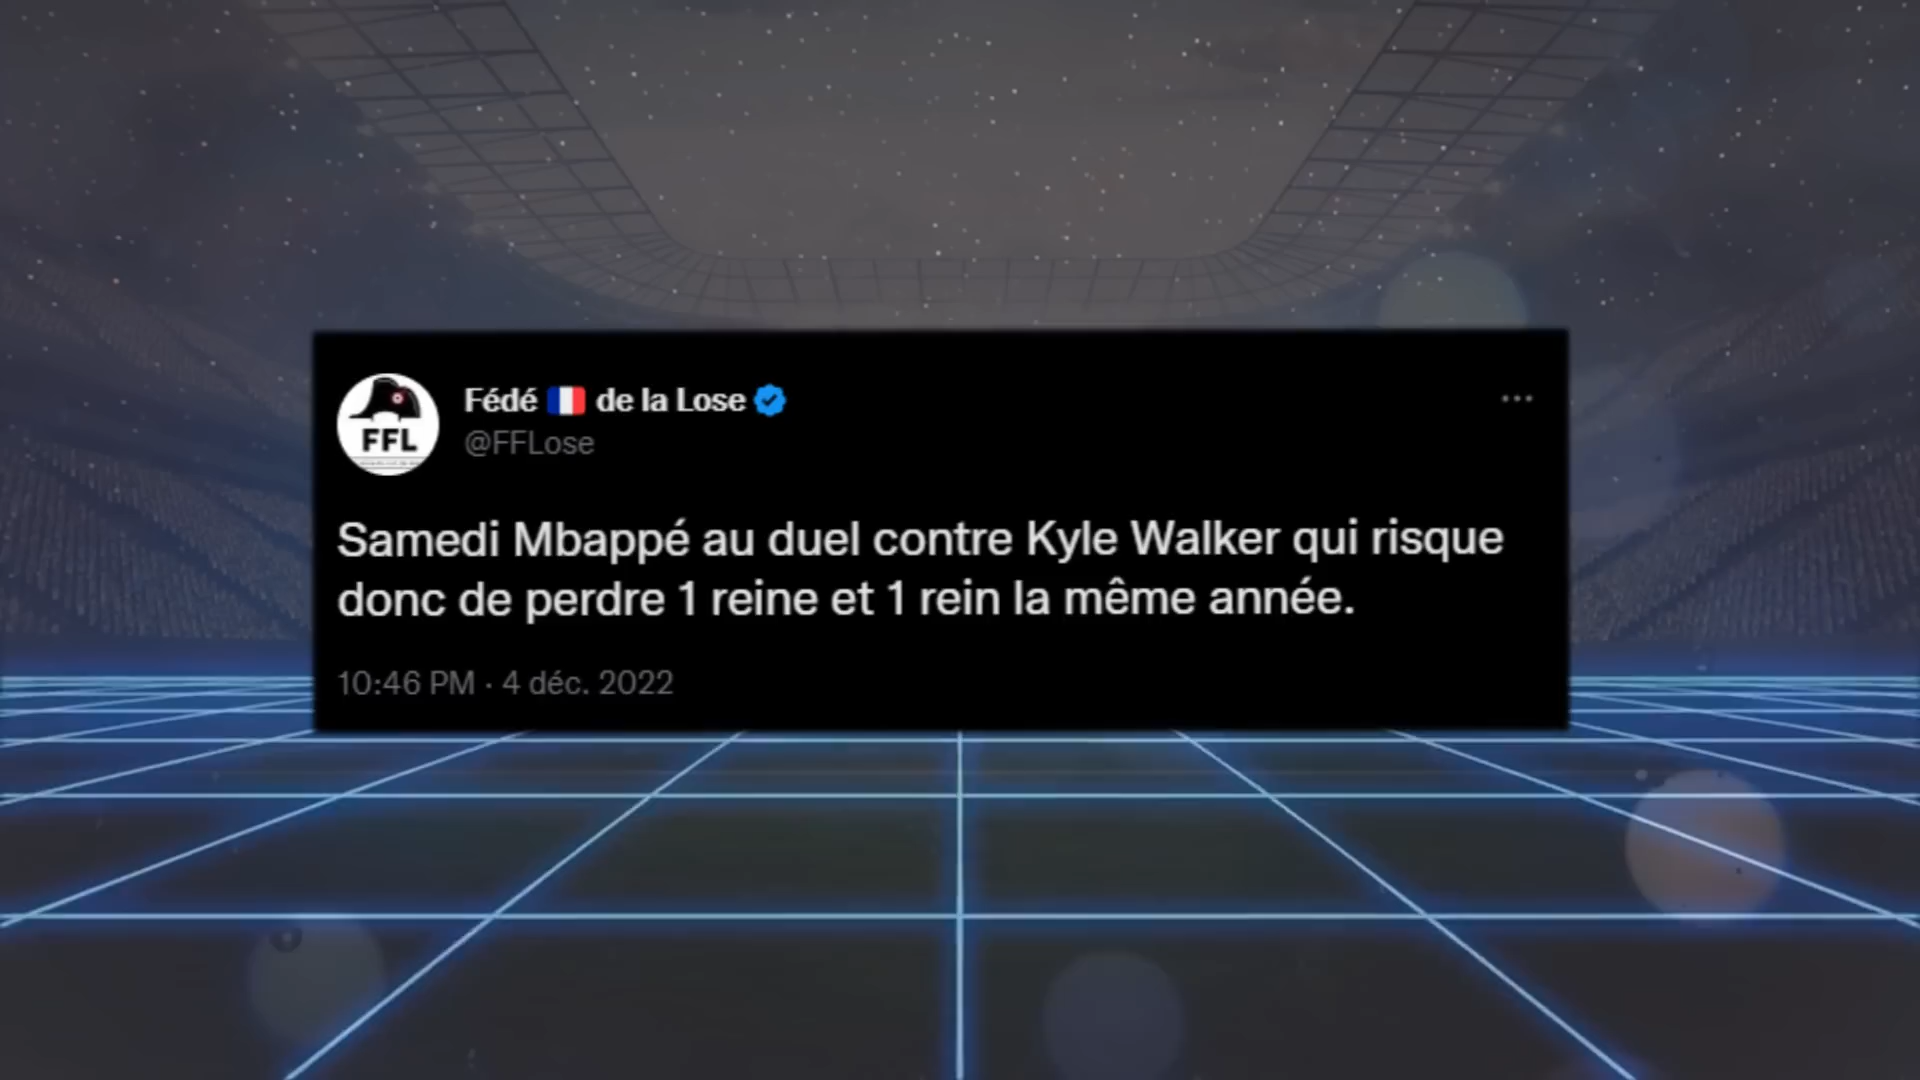 Fédé 🇫🇷 de la Lose
@FFLose
FFL
Samedi Mbappé au duel contre Kyle Walker qui risque
donc de perdre 1 reine et 1 rein la même année.
10:46 PM · 4 déc. 2022